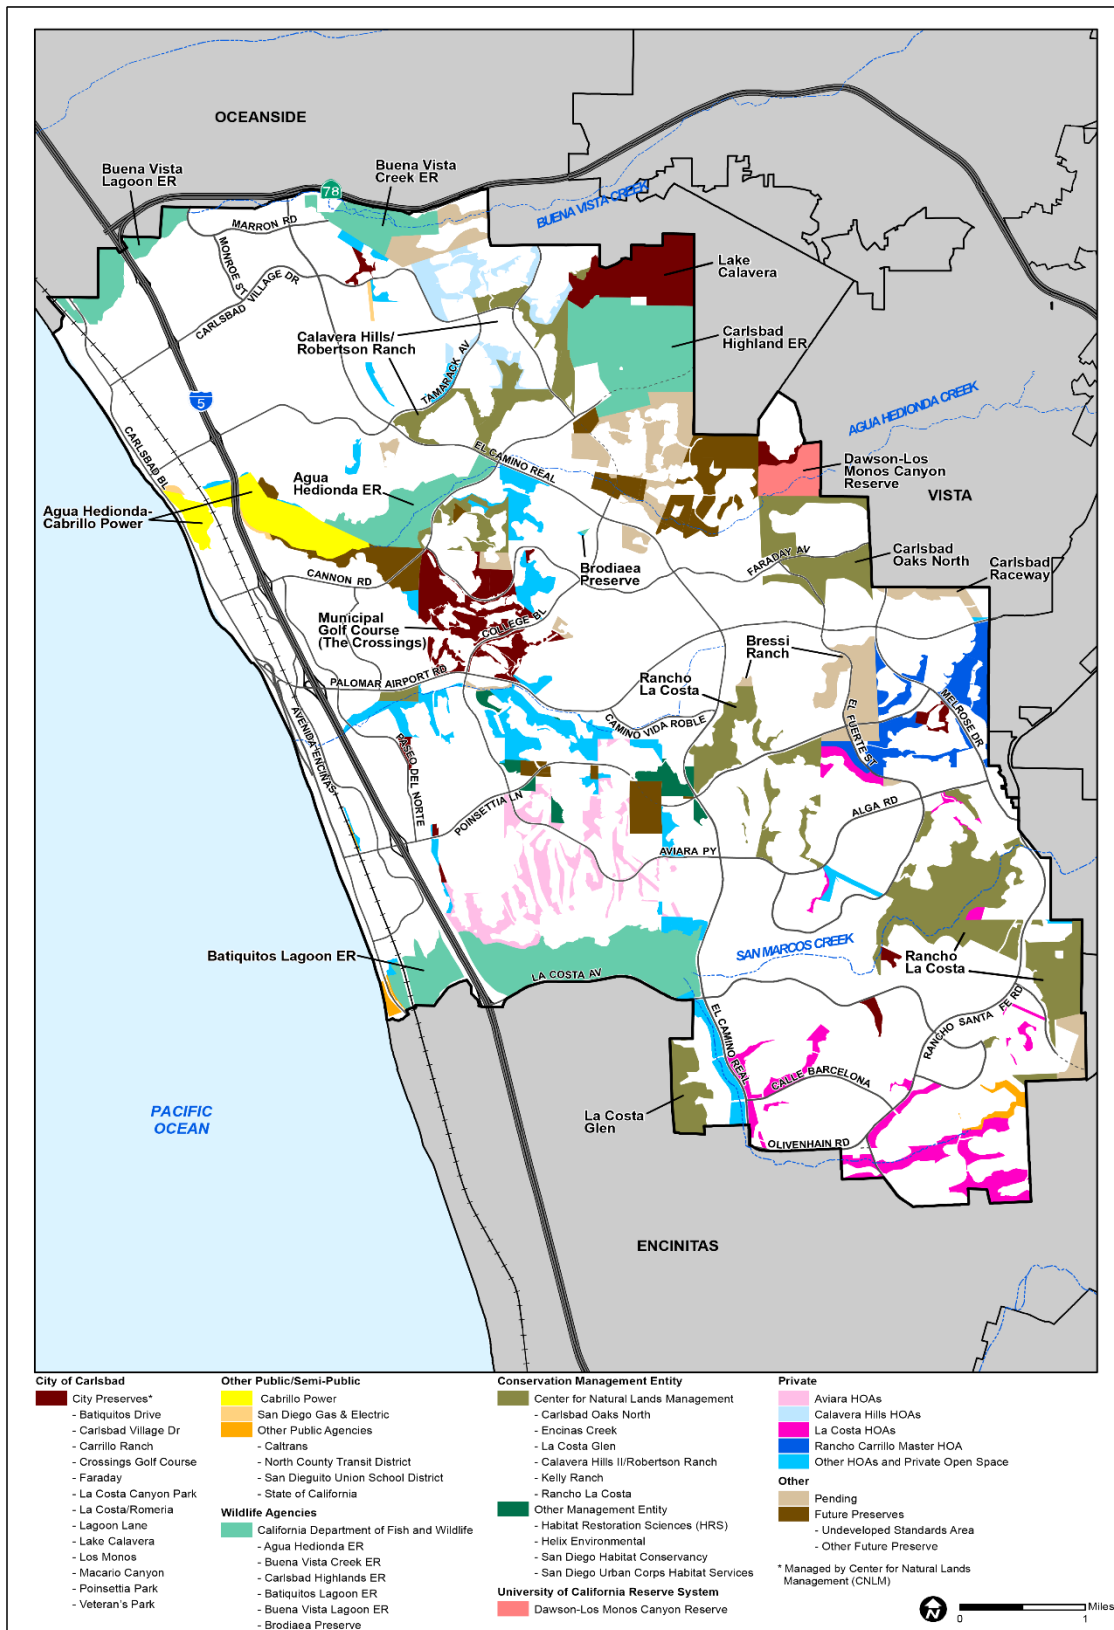 OCEANSIDE
Buena Vista
Lagoon ER
Buena Vista
Creek ER
78
BUENA VISTA CREEK
MARRON RD
MONROE ST
CARLSBAD VILLAGE DR
Lake
Calavera
Calavera Hills/
Robertson Ranch
TAMARACK AV
Carlsbad
Highland ER
5
AGUA HEDIONDA CREEK
CARLSBAD BL
EL CAMINO REAL
Dawson-Los
Monos Canyon
Reserve
VISTA
Agua
Hedionda ER
Agua Hedionda-
Cabrillo Power
Brodiaea
Preserve
FARADAY AV
Carlsbad
Oaks North
Carlsbad
Raceway
CANNON RD
Municipal
Golf Course
(The Crossings)
COLLEGE BL
Bressi
Ranch
PALOMAR AIRPORT RD
Rancho
La Costa
CAMINO VIDA ROBLE
EL FUERTE ST
MELROSE DR
AVENIDA ENCINAS
PASEO DEL NORTE
POINSETTIA LN
ALGA RD
AVIARA PY
Batiquitos Lagoon ER
LA COSTA AV
SAN MARCOS CREEK
Rancho
La Costa
RANCHO SANTA FE RD
EL CAMINO REAL
CALLE BARCELONA
La Costa
Glen
OLIVENHAIN RD
PACIFIC
OCEAN
ENCINITAS
City of Carlsbad
City Preserves*
- Batiquitos Drive
- Carlsbad Village Dr
- Carrillo Ranch
- Crossings Golf Course
- Faraday
- La Costa Canyon Park
- La Costa/Romeria
- Lagoon Lane
- Lake Calavera
- Los Monos
- Macario Canyon
- Poinsettia Park
- Veteran's Park
Other Public/Semi-Public
Cabrillo Power
San Diego Gas & Electric
Other Public Agencies
- Caltrans
- North County Transit District
- San Dieguito Union School District
- State of California
Wildlife Agencies
California Department of Fish and Wildlife
- Agua Hedionda ER
- Buena Vista Creek ER
- Carlsbad Highlands ER
- Batiquitos Lagoon ER
- Buena Vista Lagoon ER
- Brodiaea Preserve
Conservation Management Entity
Center for Natural Lands Management
- Carlsbad Oaks North
- Encinas Creek
- La Costa Glen
- Calavera Hills II/Robertson Ranch
- Kelly Ranch
- Rancho La Costa
Other Management Entity
- Habitat Restoration Sciences (HRS)
- Helix Environmental
- San Diego Habitat Conservancy
- San Diego Urban Corps Habitat Services
University of California Reserve System
Dawson-Los Monos Canyon Reserve
Private
Aviara HOAs
Calavera Hills HOAs
La Costa HOAs
Rancho Carrillo Master HOA
Other HOAs and Private Open Space
Other
Pending
Future Preserves
- Undeveloped Standards Area
- Other Future Preserve
* Managed by Center for Natural Lands
Management (CNLM)
N
Miles
0
1